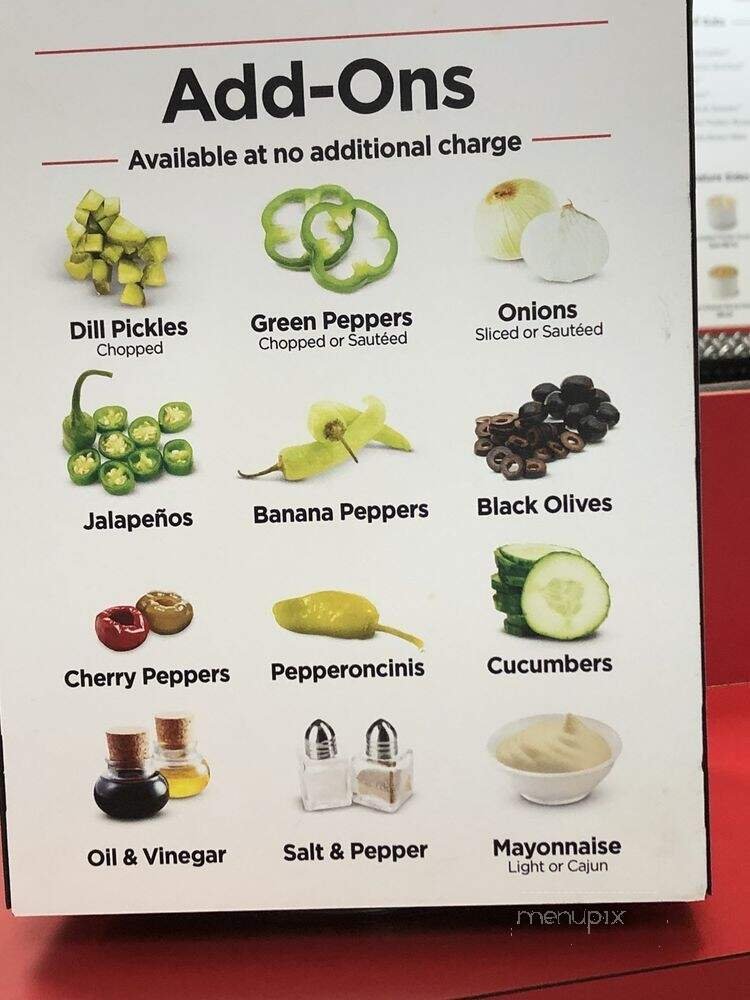 Add-Ons
Available at no additional charge
Dill Pickles
Chopped
Green Peppers
Chopped or Sautéed
Onions
Sliced or Sautéed
Jalapeños
Banana Peppers
Black Olives
Cherry Peppers
Pepperoncinis
Cucumbers
Oil & Vinegar
Salt & Pepper
Mayonnaise
Light or Cajun
menupix